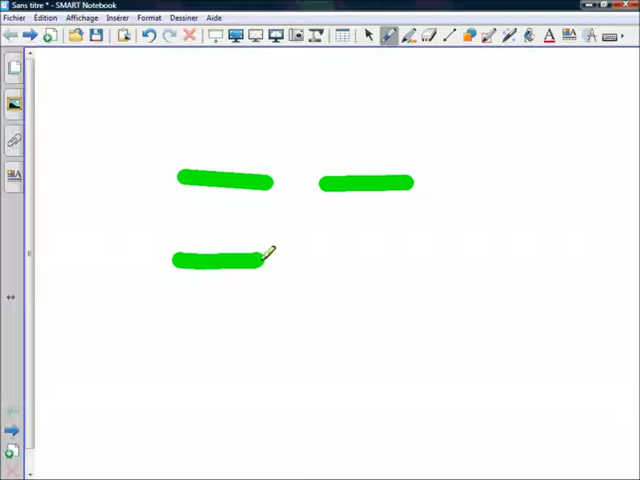 Sans titre * - SMART Notebook
Fichier Édition Affichage Insérer Format Dessiner Aide